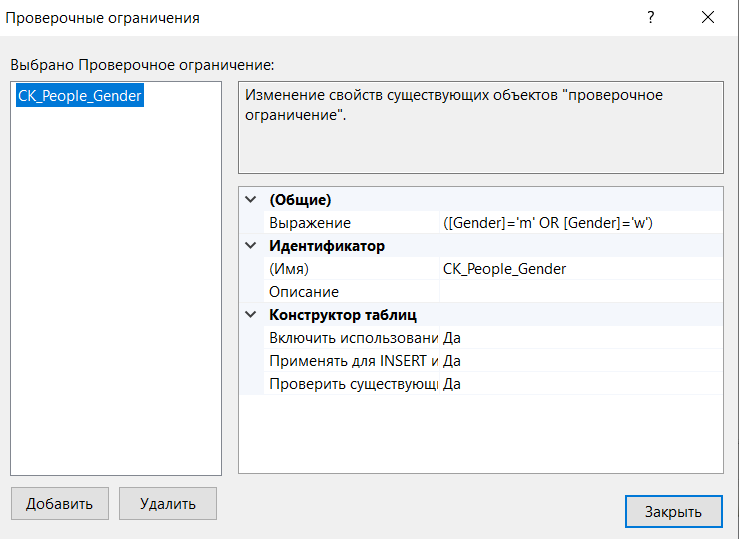 Проверочные ограничения
?
Выбрано Проверочное ограничение:
CK_People_Gender
Изменение свойств существующих объектов "проверочное
ограничение".
(Общие)
Выражение ([Gender]='m' OR [Gender]='w')
Идентификатор
(Имя) CK_People_Gender
Описание
Конструктор таблиц
Включить использовани Да
Применять для INSERT и Да
Проверить существующ Да
Добавить Удалить
Закрыть